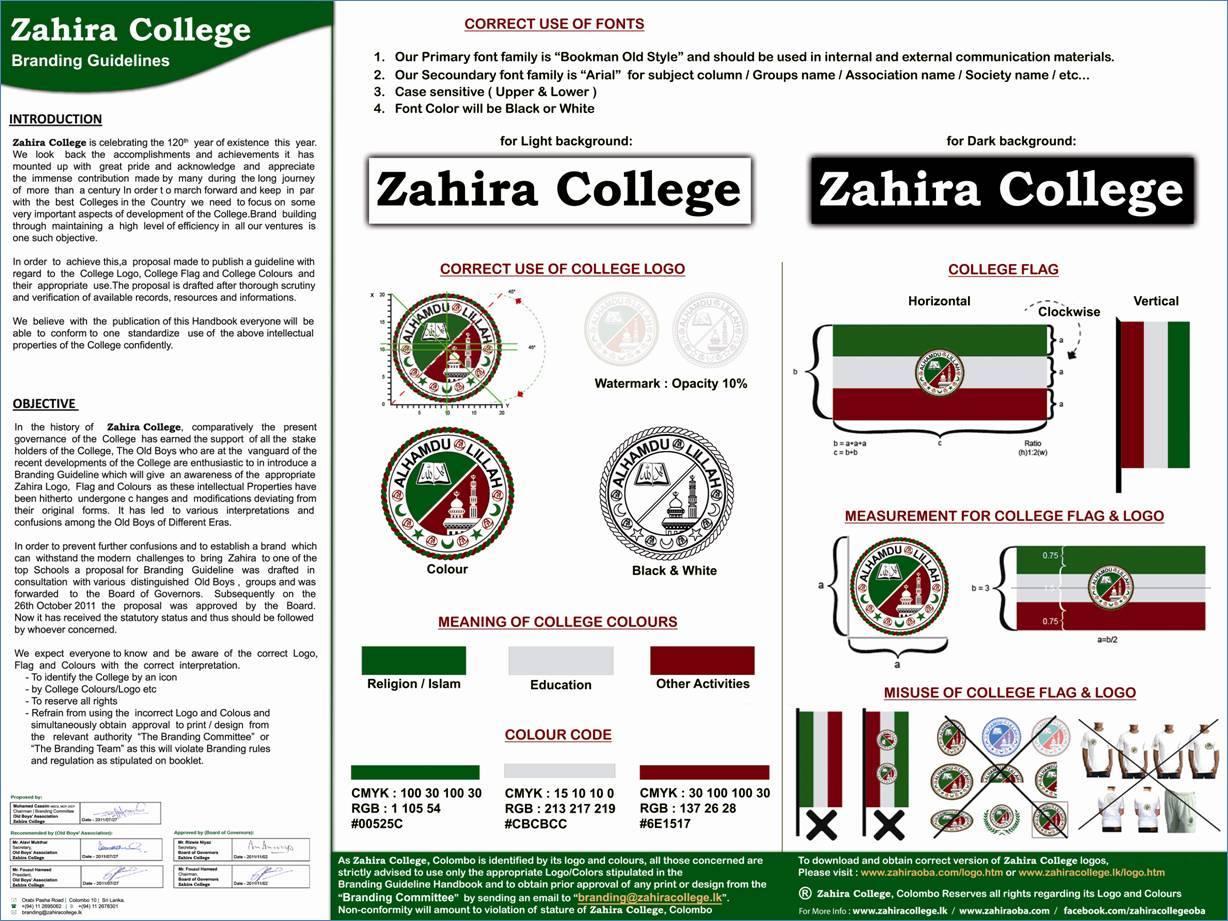 Zahira College
Branding Guidelines
INTRODUCTION
Zahira College is celebrating the 120th year of existence this year.
We look back the accomplishments and achievements it has
mounted up with great pride and acknowledge and appreciate
the immense contribution made by many during the long journey
of more than a century In order t o march forward and keep in par
with the best Colleges in the Country we need to focus on some
very important aspects of development of the College.Brand building
through maintaining a high level of efficiency in all our ventures is
one such objective.
In order to achieve this,a proposal made to publish a guideline with
regard to the College Logo, College Flag and College Colours and
their appropriate use.The proposal is drafted after thorough scrutiny
and verification of available records, resources and informations.
We believe with the publication of this Handbook everyone will be
able to conform to one standardize use of the above intellectual
properties of the College confidently.
OBJECTIVE
In the history of Zahira College, comparatively the present
governance of the College has earned the support of all the stake
holders of the College, The Old Boys who are at the vanguard of the
recent developments of the College are enthusiastic to in introduce a
Branding Guideline which will give an awareness of the appropriate
Zahira Logo, Flag and Colours as these intellectual Properties have
been hitherto undergone c hanges and modifications deviating from
their original forms. It has led to various interpretations and
confusions among the Old Boys of Different Eras.
In order to prevent further confusions and to establish a brand which
can withstand the modern challenges to bring Zahira to one of the
top Schools a proposal for Branding Guideline was drafted in
consultation with various distinguished Old Boys , groups and was
forwarded to the Board of Governors. Subsequently on the
26th October 2011 the proposal was approved by the Board.
Now it has received the statutory status and thus should be followed
by whoever concerned.
We expect everyone to know and be aware of the correct Logo,
Flag and Colours with the correct interpretation.
- To identify the College by an icon
- by College Colours/Logo etc
- To reserve all rights
- Refrain from using the incorrect Logo and Colous and
simultaneously obtain approval to print / design from
the relevant authority “The Branding Committee” or
“The Branding Team” as this will violate Branding rules
and regulation as stipulated on booklet.
Proposed by:
Mohamed Cassim
Chairman | Branding Committee
Old Boys' Association
Zahira College
Date - 2011/07/27
Recommended by (Old Boys' Association):
Mr. Alavi Mukthar
Secretary,
Old Boys' Association
Zahira College
Date - 2011/07/27
Mr. Fouzul Hameed
President,
Old Boys' Association
Zahira College
Date - 2011/07/27
Approved by (Board of Governors):
Mr. Rizwie Niyaz
Secretary,
Board of Governors
Zahira College
Date - 2011/11/02
Mr. Fouzul Hameed
Chairman
Board of Governors
Zahira College
Date - 2011/11/02
Orabi Pasha Road | Colombo 10 | Sri Lanka
(+94) 11 2695062 | (+94) 11 2678301
branding@zahiracollege.lk
CORRECT USE OF FONTS
1. Our Primary font family is “Bookman Old Style” and should be used in internal and external communication materials.
2. Our Secoundary font family is “Arial” for subject column / Groups name / Association name / Society name / etc...
3. Case sensitive ( Upper & Lower )
4. Font Color will be Black or White
for Light background:
Zahira College
for Dark background:
Zahira College
CORRECT USE OF COLLEGE LOGO
X
20
15
10
5
5
10
20
Y
45°
45°
ALHAMDU LILLAH
Watermark : Opacity 10%
ALHAMDU LILLAH
Colour
ALHAMDU LILLAH
Black & White
MEANING OF COLLEGE COLOURS
Religion / Islam
Education
Other Activities
COLOUR CODE
CMYK : 100 30 100 30
RGB : 1 105 54
#00525C
CMYK : 15 10 10 0
RGB : 213 217 219
#CBCBCC
CMYK : 30 100 100 30
RGB : 137 26 28
#6E1517
COLLEGE FLAG
Horizontal
Clockwise
Vertical
a
a
a
b
c
b = a+a+a
c = b+b
Ratio
(h)1:2(w)
MEASUREMENT FOR COLLEGE FLAG & LOGO
a
ALHAMDU LILLAH
a
b = 3
0.75
1.5
0.75
a=b/2
MISUSE OF COLLEGE FLAG & LOGO
As Zahira College, Colombo is identified by its logo and colours, all those concerned are
strictly advised to use only the appropriate Logo/Colors stipulated in the
Branding Guideline Handbook and to obtain prior approval of any print or design from the
“Branding Committee” by sending an email to “branding@zahiracollege.lk”.
Non-conformity will amount to violation of stature of Zahira College, Colombo
To download and obtain correct version of Zahira College logos,
Please visit : www.zahiraoba.com/logo.htm or www.zahiracollege.lk/logo.htm
® Zahira College, Colombo Reserves all rights regarding its Logo and Colours
For More Info : www.zahiracollege.lk / www.zahiraoba.com / facebook.com/zahiracollegeoba